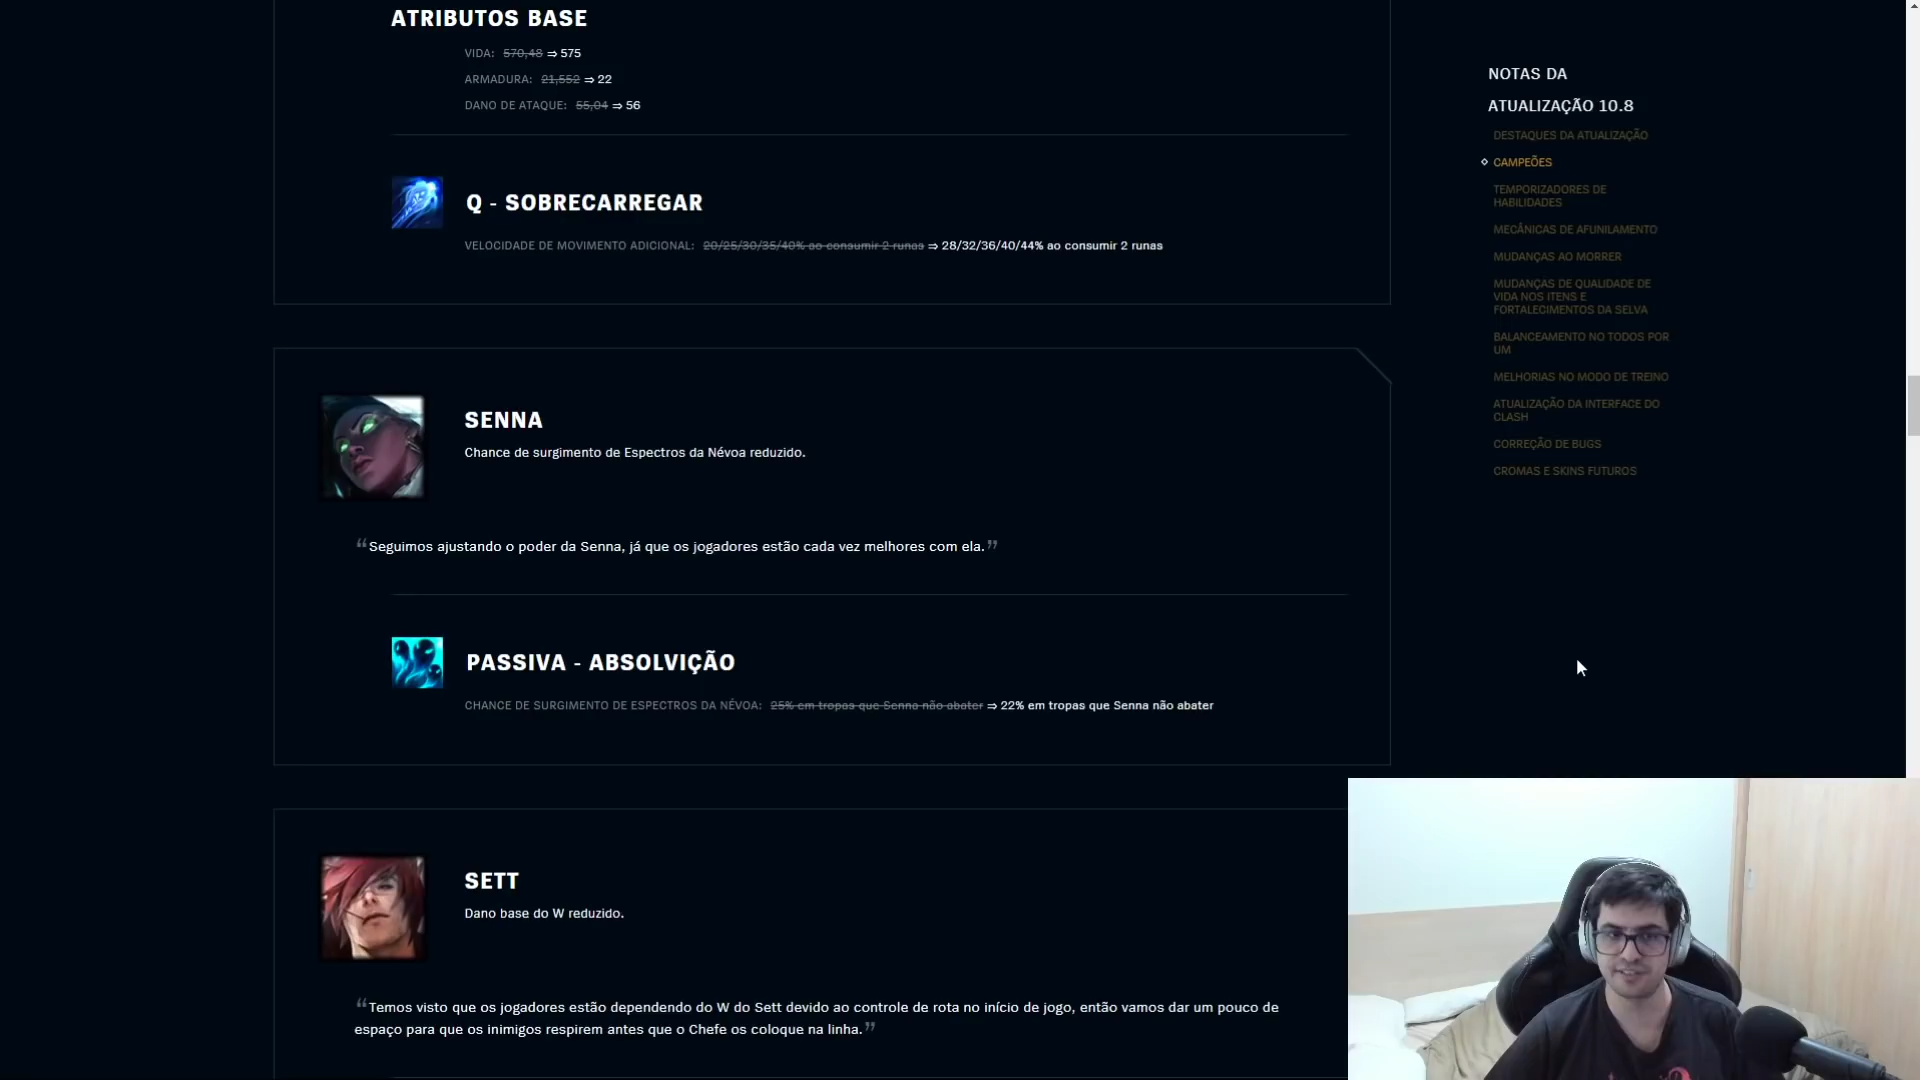 ATRIBUTOS BASE
VIDA: 570,48 ⇒ 575
ARMADURA: 21,552 ⇒ 22
DANO DE ATAQUE: 55,04 ⇒ 56
Q - SOBRECARREGAR
VELOCIDADE DE MOVIMENTO ADICIONAL: 20/25/30/35/40% ao consumir 2 runas ⇒ 28/32/36/40/44% ao consumir 2 runas
SENNA
Chance de surgimento de Espectros da Névoa reduzido.
“Seguimos ajustando o poder da Senna, já que os jogadores estão cada vez melhores com ela.”
PASSIVA - ABSOLVIÇÃO
CHANCE DE SURGIMENTO DE ESPECTROS DA NÉVOA: 25% em tropas que Senna não abater ⇒ 22% em tropas que Senna não abater
SETT
Dano base do W reduzido.
“Temos visto que os jogadores estão dependendo do W do Sett devido ao controle de rota no início de jogo, então vamos dar um pouco de
espaço para que os inimigos respirem antes que o Chefe os coloque na linha.”
NOTAS DA
ATUALIZAÇÃO 10.8
DESTAQUES DA ATUALIZAÇÃO
CAMPEÕES
TEMPORIZADORES DE
HABILIDADES
MECÂNICAS DE AFUNILAMENTO
MUDANÇAS AO MORRER
MUDANÇAS DE QUALIDADE DE
VIDA NOS ITENS E
FORTALECIMENTOS DA SELVA
BALANCEAMENTO NO TODOS POR
UM
MELHORIAS NO MODO DE TREINO
ATUALIZAÇÃO DA INTERFACE DO
CLASH
CORREÇÃO DE BUGS
CROMAS E SKINS FUTUROS